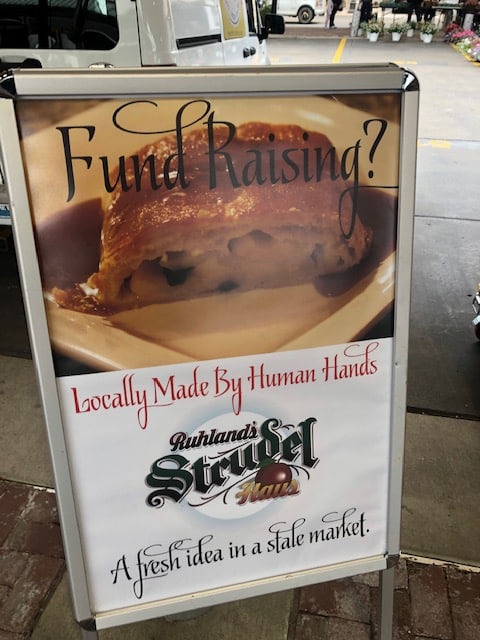 Fund Raising?
Locally Made By Human Hands
Ruhland's
Strudel
Haus
A fresh idea in a stale market.